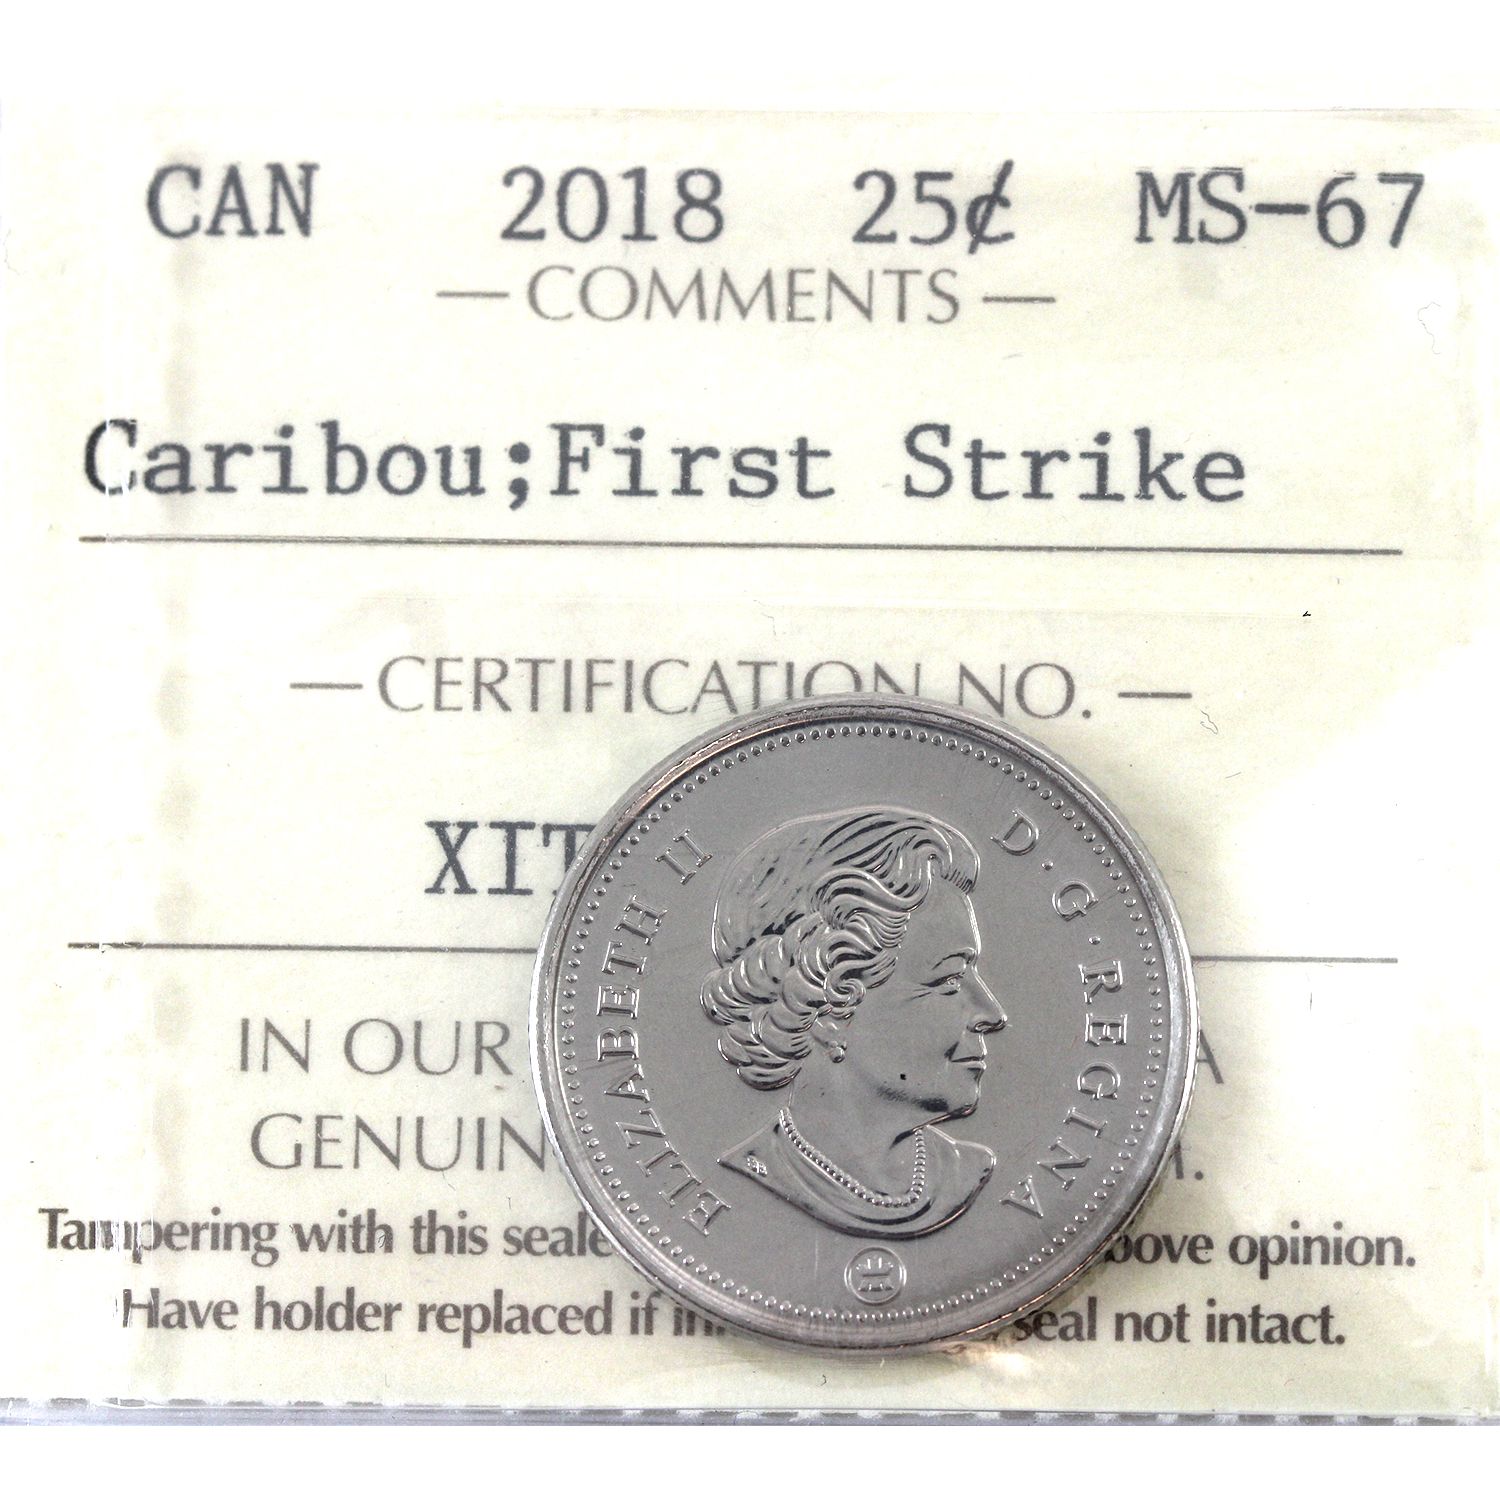 CAN 2018 25¢ MS-67
— COMMENTS —
Caribou;First Strike
— CERTIFICATION NO. —
XIT
IN OUR
GENUIN
Tampering with this seale
bove opinion.
Have holder replaced if in
seal not intact.
ELIZABETH II
D·G·REGINA